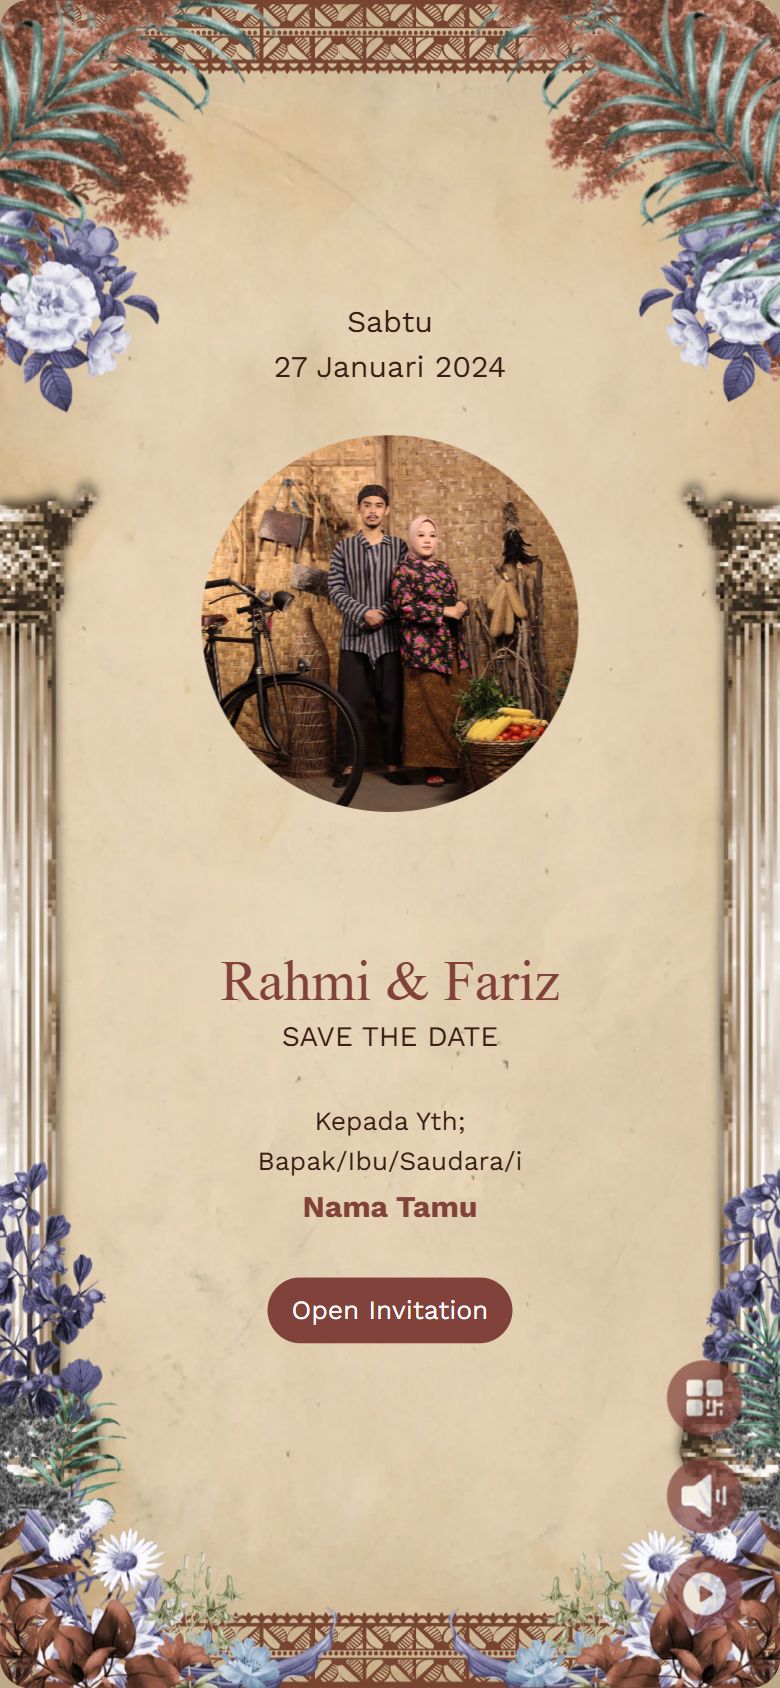 Sabtu
27 Januari 2024
Rahmi & Fariz
SAVE THE DATE
Kepada Yth;
Bapak/Ibu/Saudara/i
Nama Tamu
Open Invitation